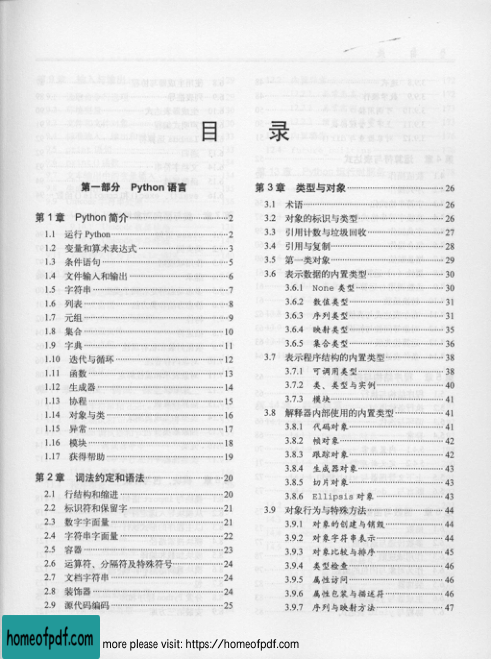 目 录
第一部分 Python 语言
第 1 章 Python 简介 2
1.1 运行 Python 2
1.2 变量和算术表达式 3
1.3 条件语句 5
1.4 文件输入和输出 6
1.5 字符串 7
1.6 列表 8
1.7 元组 9
1.8 集合 10
1.9 字典 11
1.10 迭代与循环 12
1.11 函数 13
1.12 生成器 14
1.13 协程 15
1.14 对象与类 16
1.15 异常 17
1.16 模块 18
1.17 获得帮助 19
第 2 章 词法约定和语法 20
2.1 行结构和缩进 20
2.2 标识符和保留字 21
2.3 数字字面量 21
2.4 字符串字面量 22
2.5 容器 23
2.6 运算符、分隔符及特殊符号 24
2.7 文档字符串 24
2.8 装饰器 24
2.9 源代码编码 25
第 3 章 类型与对象 26
3.1 术语 26
3.2 对象的标识与类型 26
3.3 引用计数与垃圾回收 27
3.4 引用与复制 28
3.5 第一类对象 29
3.6 表示数据的内置类型 30
3.6.1 None 类型 30
3.6.2 数值类型 31
3.6.3 序列类型 31
3.6.4 映射类型 35
3.6.5 集合类型 36
3.7 表示程序结构的内置类型 38
3.7.1 可调用类型 38
3.7.2 类、类型与实例 40
3.7.3 模块 41
3.8 解释器内部使用的内置类型 41
3.8.1 代码对象 41
3.8.2 帧对象 42
3.8.3 跟踪对象 42
3.8.4 生成器对象 43
3.8.5 切片对象 43
3.8.6 Ellipsis 对象 43
3.9 对象行为与特殊方法 44
3.9.1 对象的创建与销毁 44
3.9.2 对象字符串表示 44
3.9.3 对象比较与排序 45
3.9.4 类型检查 46
3.9.5 属性访问 46
3.9.6 属性包装与描述符 46
3.9.7 序列与映射方法 47
homeofpdf.com
more please visit: https://homeofpdf.com